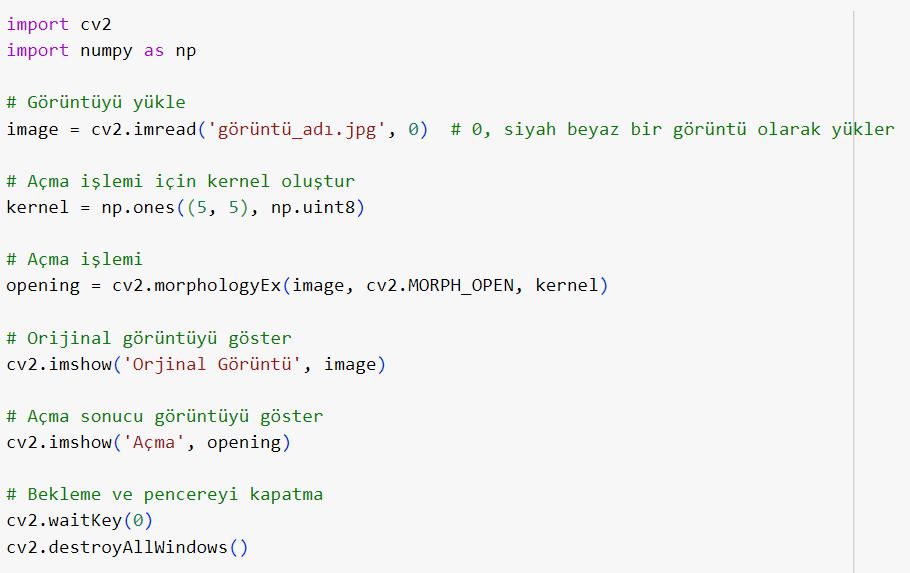 import cv2
import numpy as np
# Görüntüyü yükle
image = cv2.imread('görüntü_adı.jpg', 0)  # 0, siyah beyaz bir görüntü olarak yükler
# Açma işlemi için kernel oluştur
kernel = np.ones((5, 5), np.uint8)
# Açma işlemi
opening = cv2.morphologyEx(image, cv2.MORPH_OPEN, kernel)
# Orijinal görüntüyü göster
cv2.imshow('Orjinal Görüntü', image)
# Açma sonucu görüntüyü göster
cv2.imshow('Açma', opening)
# Bekleme ve pencereyi kapatma
cv2.waitKey(0)
cv2.destroyAllWindows()